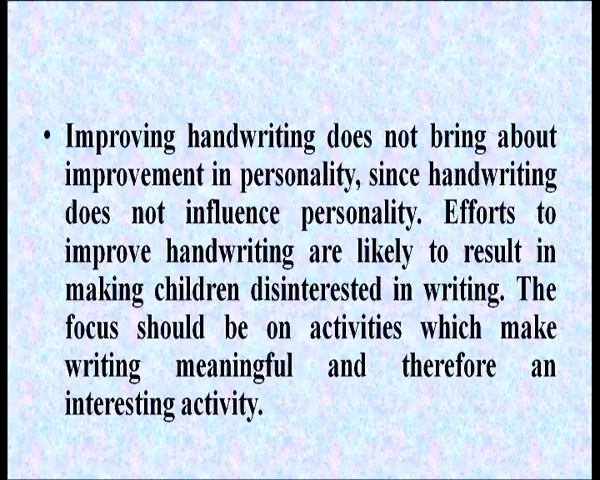 • Improving handwriting does not bring about
improvement in personality, since handwriting
does not influence personality. Efforts to
improve handwriting are likely to result in
making children disinterested in writing. The
focus should be on activities which make
writing meaningful and therefore an
interesting activity.